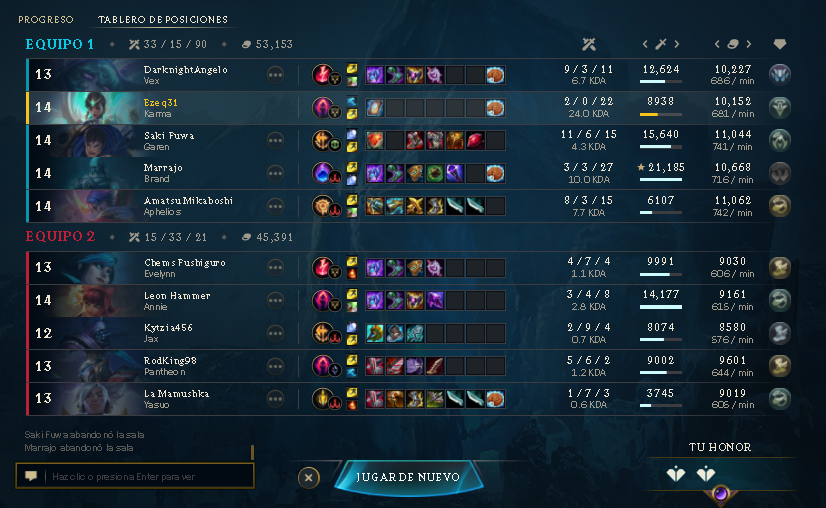 PROGRESO TABLERO DE POSICIONES
EQUIPO 1 33 / 15 / 90 53,153
13 DarknightAngelo 9 / 3 / 11 12,624 10,227
Vex 6.7 KDA 686 / min
14 Ezeq31 2 / 0 / 22 8938 10,152
Karma 24.0 KDA 681 / min
14 Saki Fuwa 11 / 6 / 15 15,640 11,044
Garen 4.3 KDA 741 / min
14 Marrajo 3 / 3 / 27 21,185 10,668
Brand 10.0 KDA 716 / min
14 AmatsuMikaboshi 8 / 3 / 15 6107 11,062
Aphelios 7.7 KDA 742 / min
EQUIPO 2 15 / 33 / 21 45,391
13 Chems Fushiguro 4 / 7 / 4 9991 9030
Evelynn 1.1 KDA 606 / min
14 Leon Hammer 3 / 4 / 8 14,177 9161
Annie 2.8 KDA 615 / min
12 Kytzia456 2 / 9 / 4 8074 8580
Jax 0.7 KDA 576 / min
13 RodKing98 5 / 6 / 2 9002 9601
Pantheon 1.2 KDA 644 / min
13 La Mamushka 1 / 7 / 3 3745 9019
Yasuo 0.6 KDA 605 / min
Saki Fuwa abandonó la sala
Marrajo abandonó la sala
TU HONOR
Haz clic o presiona Enter para ver
JUGAR DE NUEVO